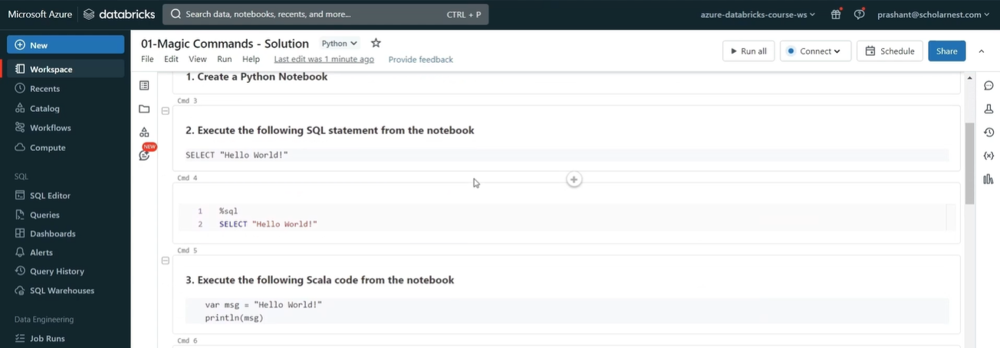 Microsoft Azure databricks Search data, notebooks, recents, and more... CTRL + P azure-databricks-course-ws prashant@scholarnest.com
New
Workspace
Recents
Catalog
Workflows
Compute
SQL
SQL Editor
Queries
Dashboards
Alerts
Query History
SQL Warehouses
Data Engineering
Job Runs
01-Magic Commands - Solution Python
File Edit View Run Help Last edit was 1 minute ago Provide feedback
Run all Connect Schedule Share
NEW
1. Create a Python Notebook
Cmd 3
2. Execute the following SQL statement from the notebook
SELECT "Hello World!"
Cmd 4
1 %sql
2 SELECT "Hello World!"
Cmd 5
3. Execute the following Scala code from the notebook
var msg = "Hello World!"
println(msg)
Cmd 6